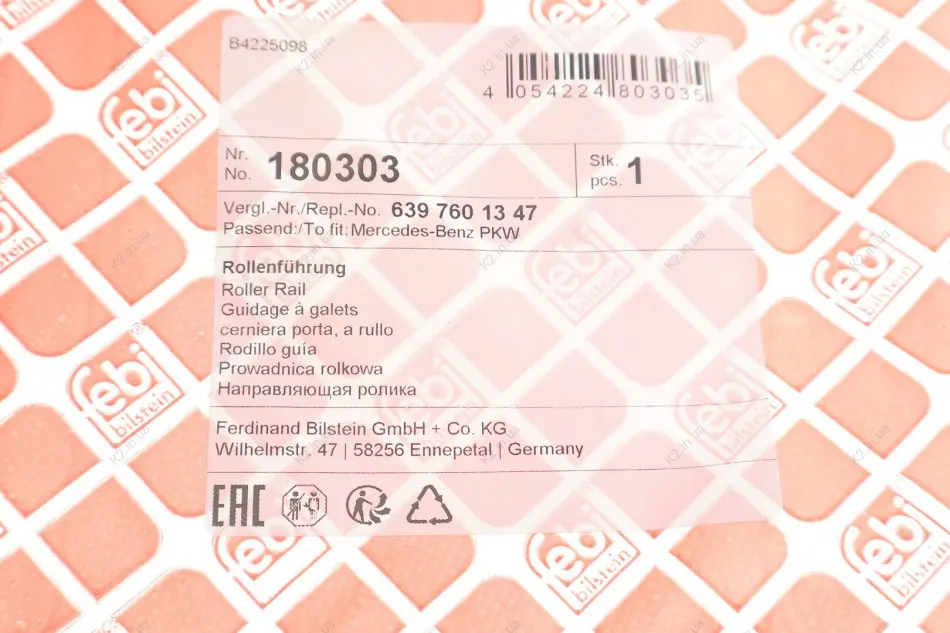 B4225098
4 054224 803035
Nr.
No. 180303
Stk.
pcs. 1
Vergl.-Nr./Repl.-No. 639 760 13 47
Passend:/To fit: Mercedes-Benz PKW
Rollenführung
Roller Rail
Guidage à galets
cerniera porta, a rullo
Rodillo guía
Prowadnica rolkowa
Направляющая ролика
Ferdinand Bilstein GmbH + Co. KG
Wilhelmstr. 47 | 58256 Ennepetal | Germany
EAC
febi
bilstein
K2.in.ua